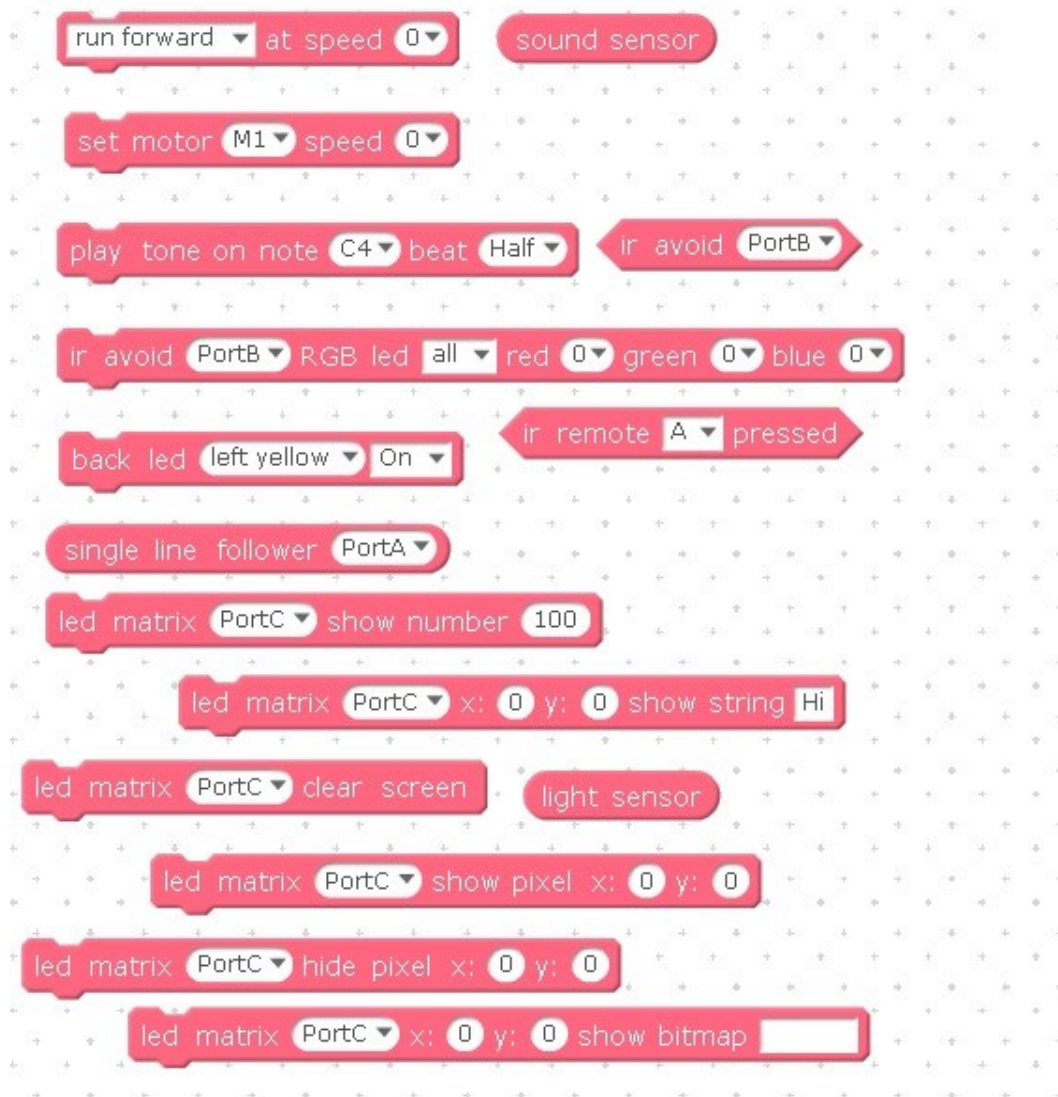 run forward at speed 0
sound sensor
set motor M1 speed 0
play tone on note C4 beat Half
ir avoid PortB
ir avoid PortB RGB led all red 0 green 0 blue 0
ir remote A pressed
back led left yellow On
single line follower PortA
led matrix PortC show number 100
led matrix PortC x: 0 y: 0 show string Hi
led matrix PortC clear screen
light sensor
led matrix PortC show pixel x: 0 y: 0
led matrix PortC hide pixel x: 0 y: 0
led matrix PortC x: 0 y: 0 show bitmap